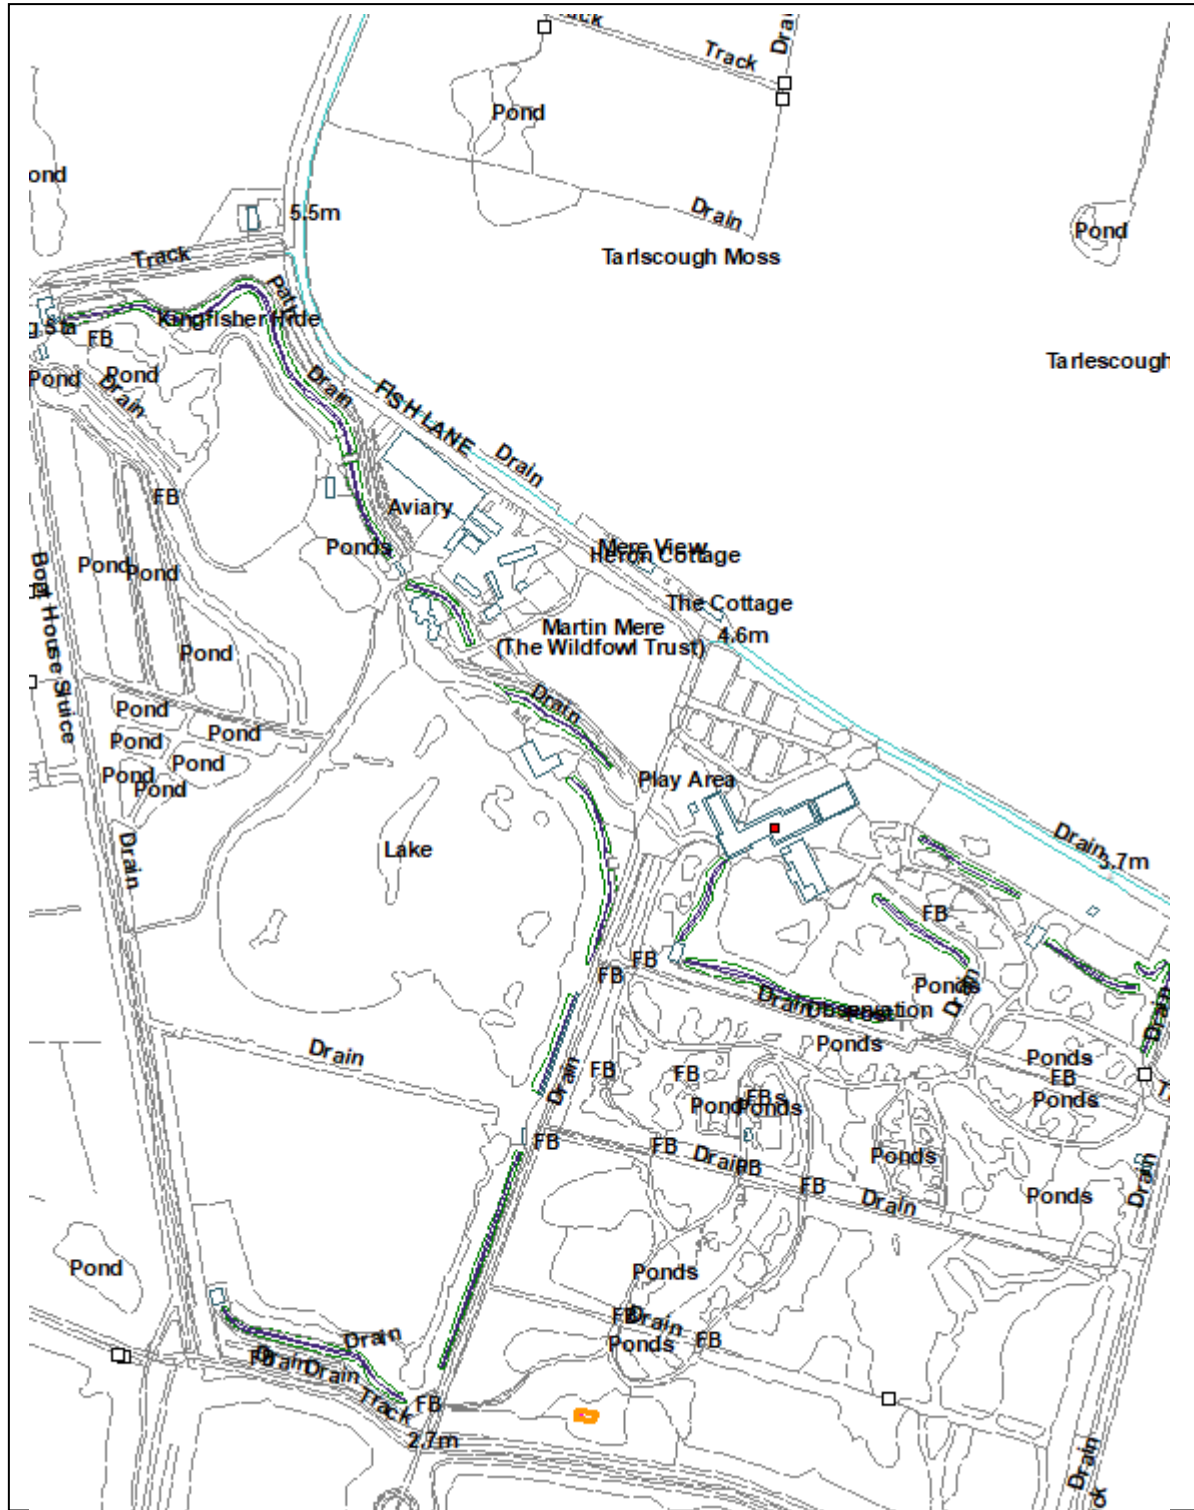 Track
Pond
Drain
5.5m
Tarlscough Moss
Pond
Track
Path
Kingfisher Hide
FB
Tarlescough
Pond
Pond
Drain
Drain
FISH LANE
Drain
FB
Aviary
Ponds
Mere View
Heron Cottage
Pond
Pond
Boat House Sluice
The Cottage
Martin Mere
(The Wildfowl Trust)
4.6m
Pond
Drain
Pond
Pond
Pond
Pond
Pond
Pond
Play Area
Drain
Lake
Drain
3.7m
FB
FB
FB
Ponds
Drain
Drain
Observation
Post
Drain
Drain
Ponds
Ponds
FB
Ponds
FB
FB
Drain
Pond
FBs
Ponds
FB
FB
Drain
FB
Ponds
FB
Drain
Ponds
Drain
Pond
Ponds
FB
Drain
FB
Ponds
Drain
FB
Drain
Drain
Track
FB
2.7m
Drain